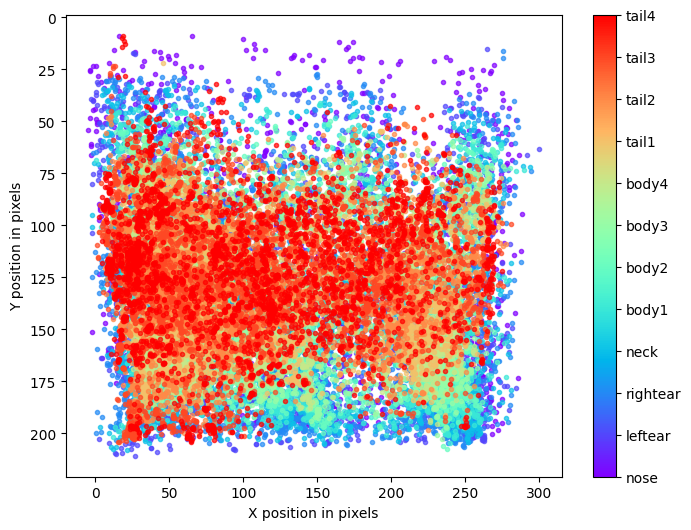 0
25
50
75
100
125
150
175
200
Y position in pixels
0
50
100
150
200
250
300
X position in pixels
tail4
tail3
tail2
tail1
body4
body3
body2
body1
neck
rightear
leftear
nose